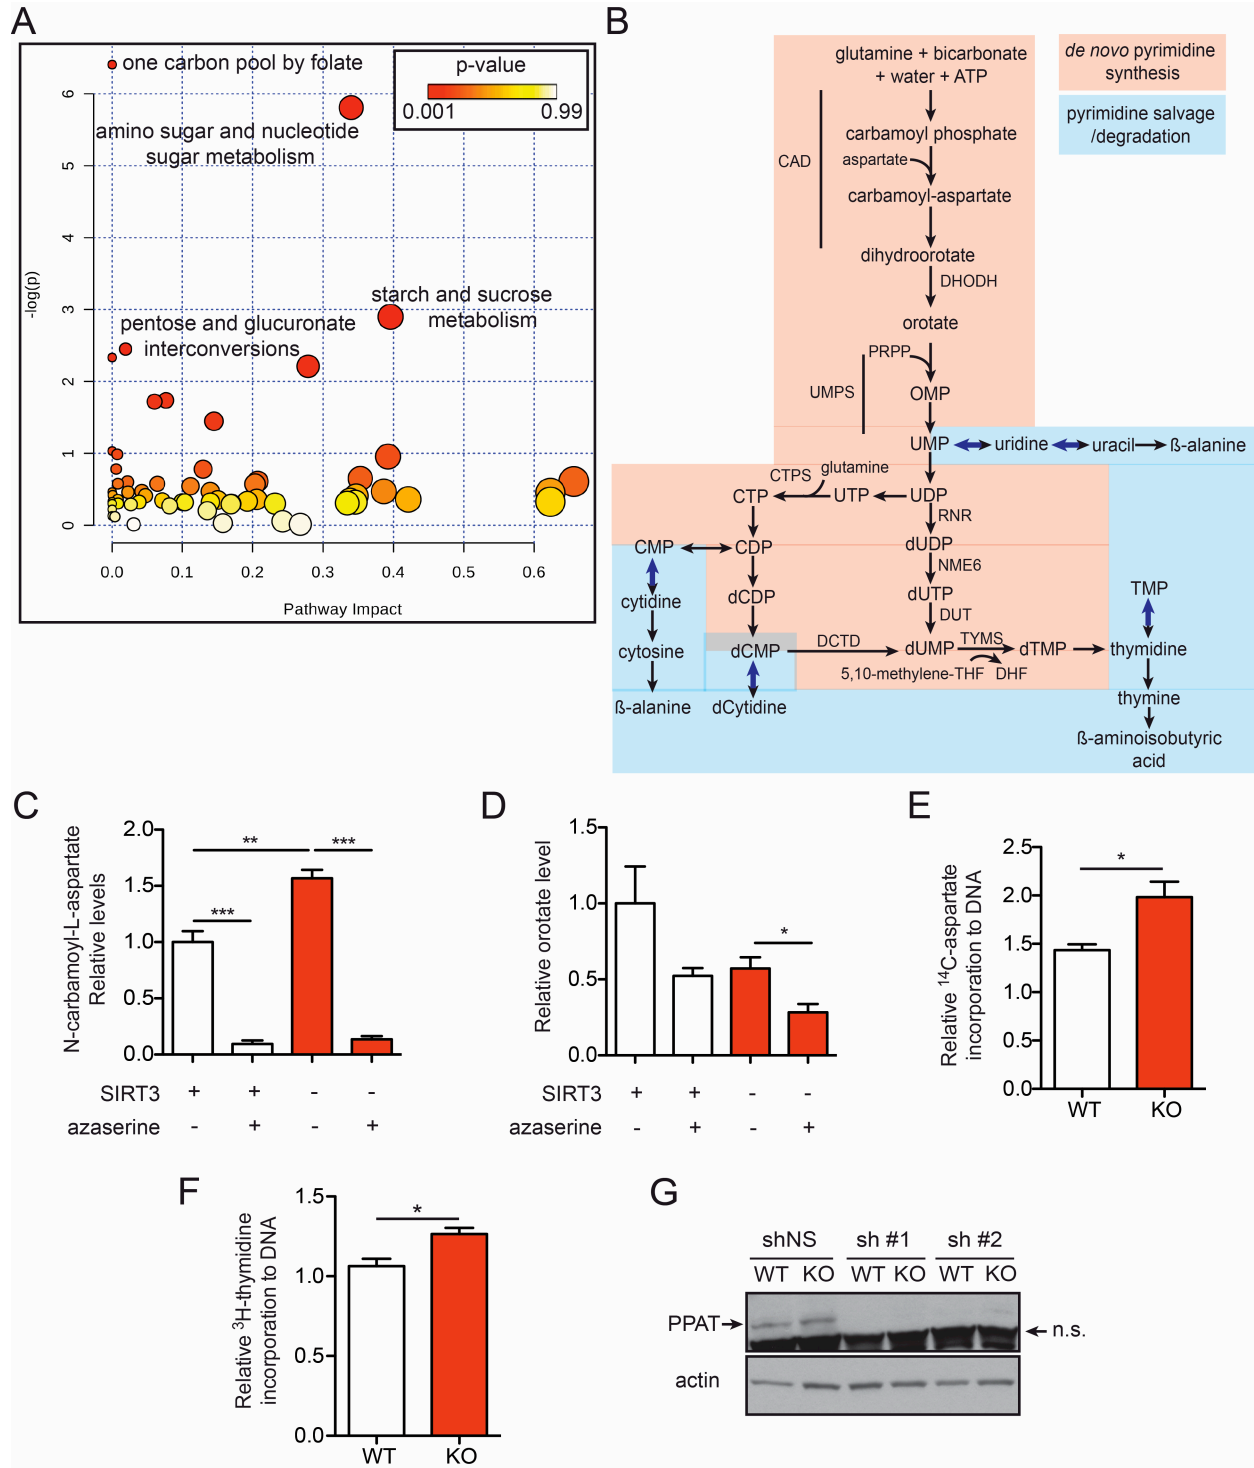 A
one carbon pool by folate
p-value
0.001
0.99
amino sugar and nucleotide
sugar metabolism
starch and sucrose
metabolism
pentose and glucuronate
interconversions
-log(p)
6
5
4
3
2
1
0
0.0
0.1
0.2
0.3
0.4
0.5
0.6
Pathway Impact
B
glutamine + bicarbonate
+ water + ATP
de novo pyrimidine
synthesis
pyrimidine salvage
/degradation
CAD
carbamoyl phosphate
aspartate
carbamoyl-aspartate
dihydroorotate
DHODH
orotate
PRPP
UMPS
OMP
UMP
uridine
uracil
ß-alanine
CTPS
glutamine
CTP
UTP
UDP
RNR
CMP
CDP
dUDP
NME6
cytidine
dCDP
dUTP
DUT
TMP
cytosine
dCMP
DCTD
dUMP
TYMS
dTMP
thymidine
5,10-methylene-THF
DHF
ß-alanine
dCytidine
thymine
ß-aminoisobutyric
acid
C
N-carbamoyl-L-aspartate
Relative levels
2.0
1.5
1.0
0.5
0.0
**
***
***
SIRT3 + + - -
azaserine - + - +
D
Relative orotate level
1.5
1.0
0.5
0.0
*
SIRT3 + + - -
azaserine - + - +
E
Relative 14C-aspartate
incorporation to DNA
2.5
2.0
1.5
1.0
0.5
0.0
*
WT KO
F
Relative 3H-thymidine
incorporation to DNA
1.5
1.0
0.5
0.0
*
WT KO
G
shNS sh #1 sh #2
WT KO WT KO WT KO
PPAT
n.s.
actin